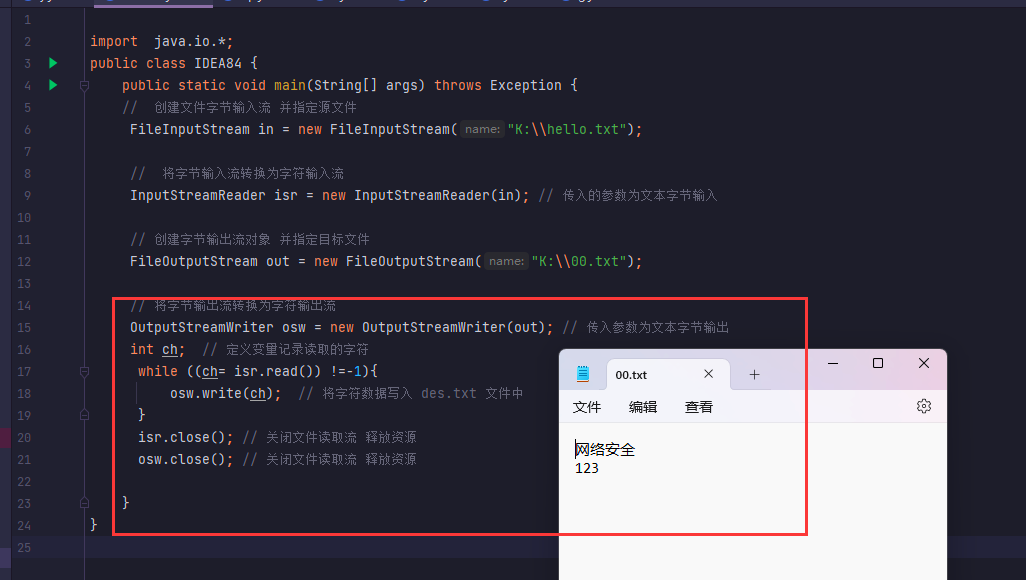 1
2 import  java.io.*;
3 public class IDEA84 {
4 public static void main(String[] args) throws Exception {
5 //  创建文件字节输入流 并指定源文件
6 FileInputStream in = new FileInputStream( name: "K:\\hello.txt");
7
8 //  将字节输入流转换为字符输入流
9 InputStreamReader isr = new InputStreamReader(in); // 传入的参数为文本字节输入
10
11 // 创建字节输出流对象 并指定目标文件
12 FileOutputStream out = new FileOutputStream( name: "K:\\00.txt");
13
14 // 将字节输出流转换为字符输出流
15 OutputStreamWriter osw = new OutputStreamWriter(out); // 传入参数为文本字节输出
16 int ch;  // 定义变量记录读取的字符
17 while ((ch= isr.read()) !=-1){
18 osw.write(ch);  // 将字符数据写入 des.txt 文件中
19 }
20 isr.close(); // 关闭文件读取流 释放资源
21 osw.close(); // 关闭文件读取流 释放资源
22
23 }
24 }
25
00.txt
文件 编辑 查看
网络安全
123